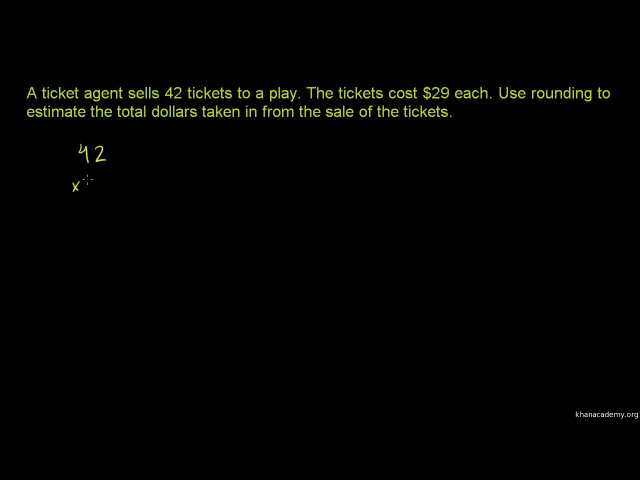 A ticket agent sells 42 tickets to a play. The tickets cost $29 each. Use rounding to
estimate the total dollars taken in from the sale of the tickets.
42
x
khanacademy.org